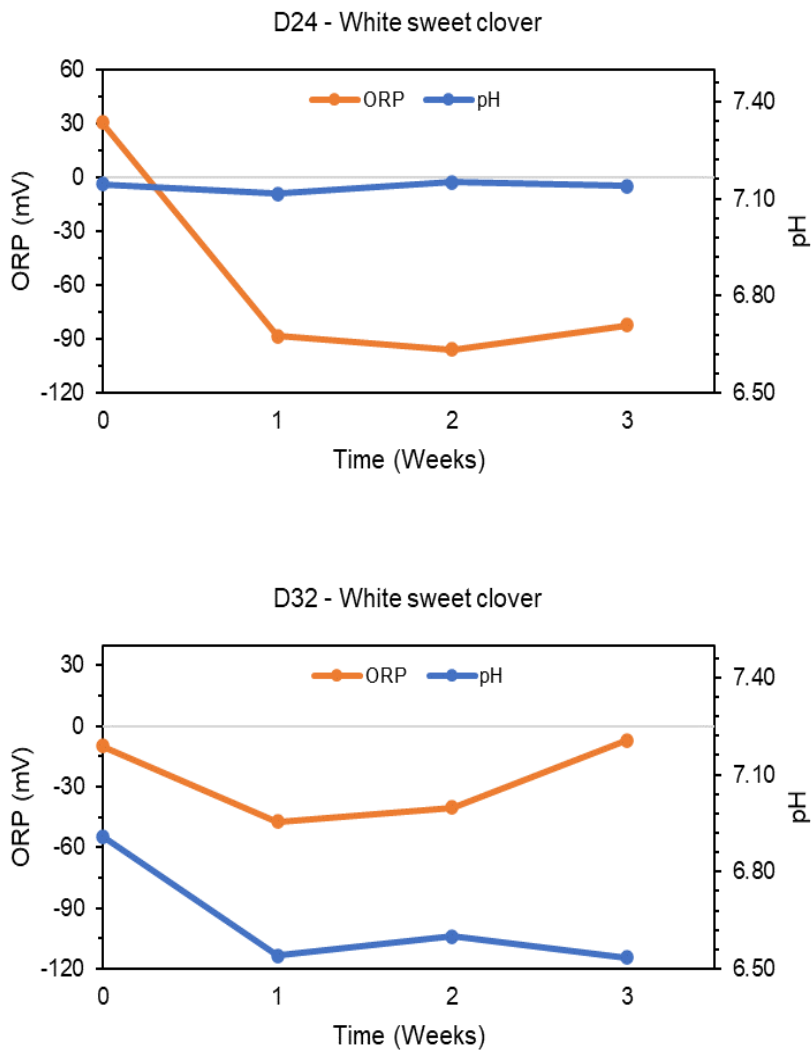 D24 - White sweet clover
ORP pH
60
30
0
-30
-60
-90
-120
ORP (mV)
7.40
7.10
6.80
6.50
pH
0 1 2 3
Time (Weeks)
D32 - White sweet clover
ORP pH
30
0
-30
-60
-90
-120
ORP (mV)
7.40
7.10
6.80
6.50
pH
0 1 2 3
Time (Weeks)